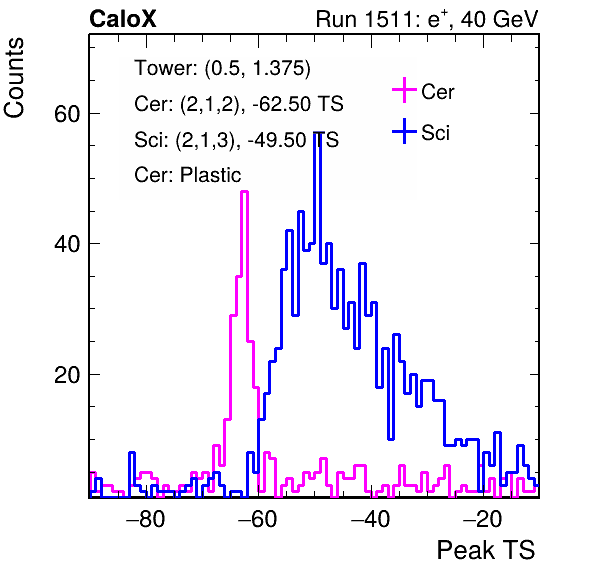 CaloX
Run 1511: e+, 40 GeV
Counts
Tower: (0.5, 1.375)
Cer: (2,1,2), -62.50 TS
Sci: (2,1,3), -49.50 TS
Cer: Plastic
Cer
Sci
60
40
20
−80
−60
−40
−20
Peak TS